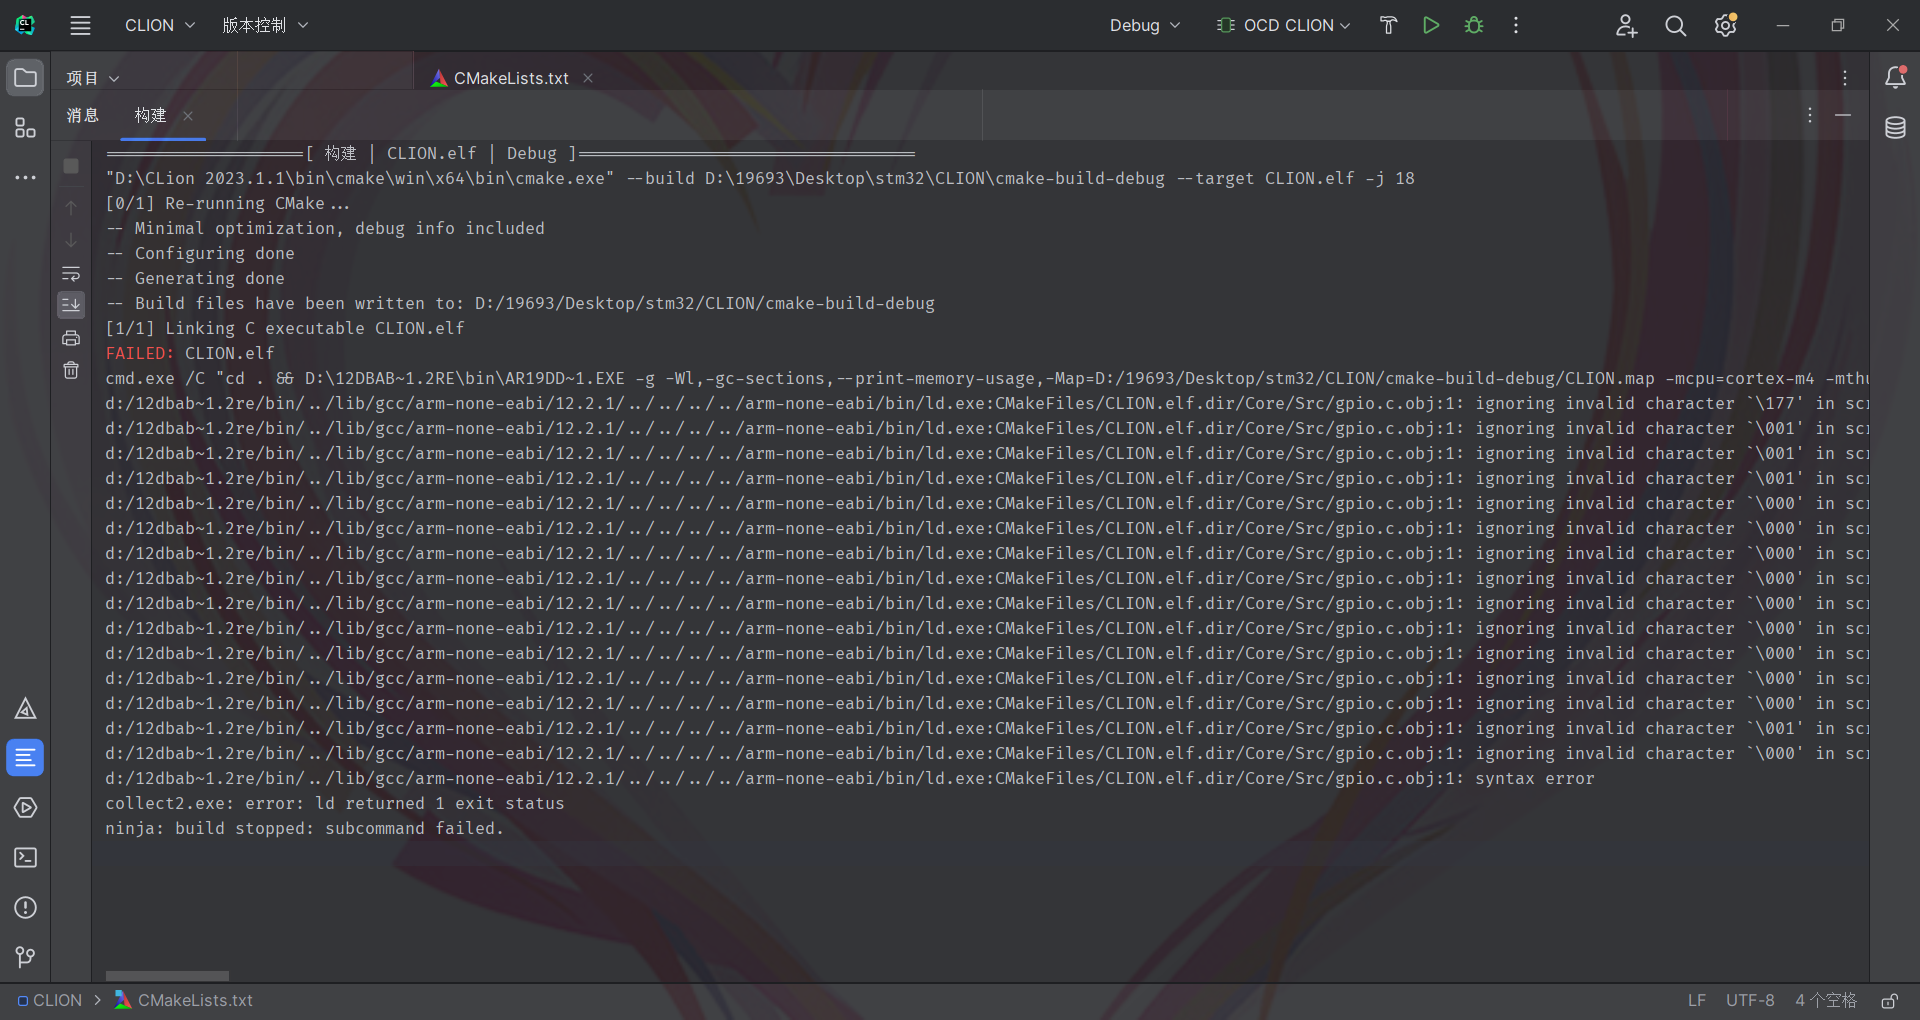 CLION 版本控制 Debug OCD CLION
项目 CMakeLists.txt
消息 构建
====================[ 构建 | CLION.elf | Debug ]==================================
"D:\CLion 2023.1.1\bin\cmake\win\x64\bin\cmake.exe" --build D:\19693\Desktop\stm32\CLION\cmake-build-debug --target CLION.elf -j 18
[0/1] Re-running CMake...
-- Minimal optimization, debug info included
-- Configuring done
-- Generating done
-- Build files have been written to: D:/19693/Desktop/stm32/CLION/cmake-build-debug
[1/1] Linking C executable CLION.elf
FAILED: CLION.elf
cmd.exe /C "cd . && D:\12DBAB~1.2RE\bin\AR19DD~1.EXE -g -Wl,-gc-sections,--print-memory-usage,-Map=D:/19693/Desktop/stm32/CLION/cmake-build-debug/CLION.map -mcpu=cortex-m4 -mthu
d:/12dbab~1.2re/bin/../lib/gcc/arm-none-eabi/12.2.1/../../../../arm-none-eabi/bin/ld.exe:CMakeFiles/CLION.elf.dir/Core/Src/gpio.c.obj:1: ignoring invalid character `\177' in scr
d:/12dbab~1.2re/bin/../lib/gcc/arm-none-eabi/12.2.1/../../../../arm-none-eabi/bin/ld.exe:CMakeFiles/CLION.elf.dir/Core/Src/gpio.c.obj:1: ignoring invalid character `\001' in scr
d:/12dbab~1.2re/bin/../lib/gcc/arm-none-eabi/12.2.1/../../../../arm-none-eabi/bin/ld.exe:CMakeFiles/CLION.elf.dir/Core/Src/gpio.c.obj:1: ignoring invalid character `\001' in scr
d:/12dbab~1.2re/bin/../lib/gcc/arm-none-eabi/12.2.1/../../../../arm-none-eabi/bin/ld.exe:CMakeFiles/CLION.elf.dir/Core/Src/gpio.c.obj:1: ignoring invalid character `\001' in scr
d:/12dbab~1.2re/bin/../lib/gcc/arm-none-eabi/12.2.1/../../../../arm-none-eabi/bin/ld.exe:CMakeFiles/CLION.elf.dir/Core/Src/gpio.c.obj:1: ignoring invalid character `\000' in scr
d:/12dbab~1.2re/bin/../lib/gcc/arm-none-eabi/12.2.1/../../../../arm-none-eabi/bin/ld.exe:CMakeFiles/CLION.elf.dir/Core/Src/gpio.c.obj:1: ignoring invalid character `\000' in scr
d:/12dbab~1.2re/bin/../lib/gcc/arm-none-eabi/12.2.1/../../../../arm-none-eabi/bin/ld.exe:CMakeFiles/CLION.elf.dir/Core/Src/gpio.c.obj:1: ignoring invalid character `\000' in scr
d:/12dbab~1.2re/bin/../lib/gcc/arm-none-eabi/12.2.1/../../../../arm-none-eabi/bin/ld.exe:CMakeFiles/CLION.elf.dir/Core/Src/gpio.c.obj:1: ignoring invalid character `\000' in scr
d:/12dbab~1.2re/bin/../lib/gcc/arm-none-eabi/12.2.1/../../../../arm-none-eabi/bin/ld.exe:CMakeFiles/CLION.elf.dir/Core/Src/gpio.c.obj:1: ignoring invalid character `\000' in scr
d:/12dbab~1.2re/bin/../lib/gcc/arm-none-eabi/12.2.1/../../../../arm-none-eabi/bin/ld.exe:CMakeFiles/CLION.elf.dir/Core/Src/gpio.c.obj:1: ignoring invalid character `\000' in scr
d:/12dbab~1.2re/bin/../lib/gcc/arm-none-eabi/12.2.1/../../../../arm-none-eabi/bin/ld.exe:CMakeFiles/CLION.elf.dir/Core/Src/gpio.c.obj:1: ignoring invalid character `\000' in scr
d:/12dbab~1.2re/bin/../lib/gcc/arm-none-eabi/12.2.1/../../../../arm-none-eabi/bin/ld.exe:CMakeFiles/CLION.elf.dir/Core/Src/gpio.c.obj:1: ignoring invalid character `\000' in scr
d:/12dbab~1.2re/bin/../lib/gcc/arm-none-eabi/12.2.1/../../../../arm-none-eabi/bin/ld.exe:CMakeFiles/CLION.elf.dir/Core/Src/gpio.c.obj:1: ignoring invalid character `\000' in scr
d:/12dbab~1.2re/bin/../lib/gcc/arm-none-eabi/12.2.1/../../../../arm-none-eabi/bin/ld.exe:CMakeFiles/CLION.elf.dir/Core/Src/gpio.c.obj:1: ignoring invalid character `\001' in scr
d:/12dbab~1.2re/bin/../lib/gcc/arm-none-eabi/12.2.1/../../../../arm-none-eabi/bin/ld.exe:CMakeFiles/CLION.elf.dir/Core/Src/gpio.c.obj:1: ignoring invalid character `\000' in scr
d:/12dbab~1.2re/bin/../lib/gcc/arm-none-eabi/12.2.1/../../../../arm-none-eabi/bin/ld.exe:CMakeFiles/CLION.elf.dir/Core/Src/gpio.c.obj:1: syntax error
collect2.exe: error: ld returned 1 exit status
ninja: build stopped: subcommand failed.
CLION > CMakeLists.txt LF UTF-8 4 个空格